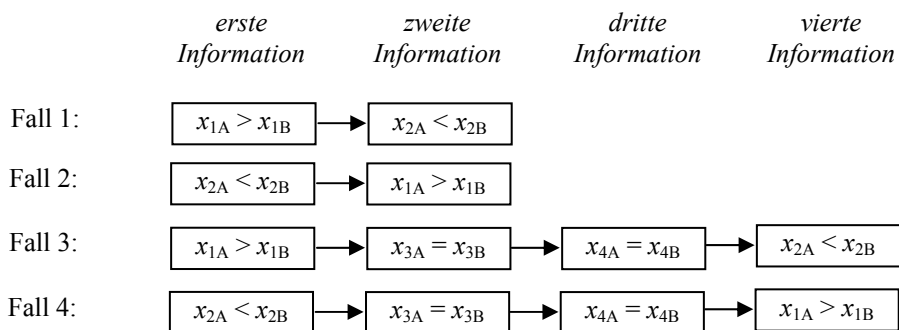 erste Information zweite Information dritte Information vierte Information
Fall 1: x1A > x1B x2A < x2B
Fall 2: x2A < x2B x1A > x1B
Fall 3: x1A > x1B x3A = x3B x4A = x4B x2A < x2B
Fall 4: x2A < x2B x3A = x3B x4A = x4B x1A > x1B